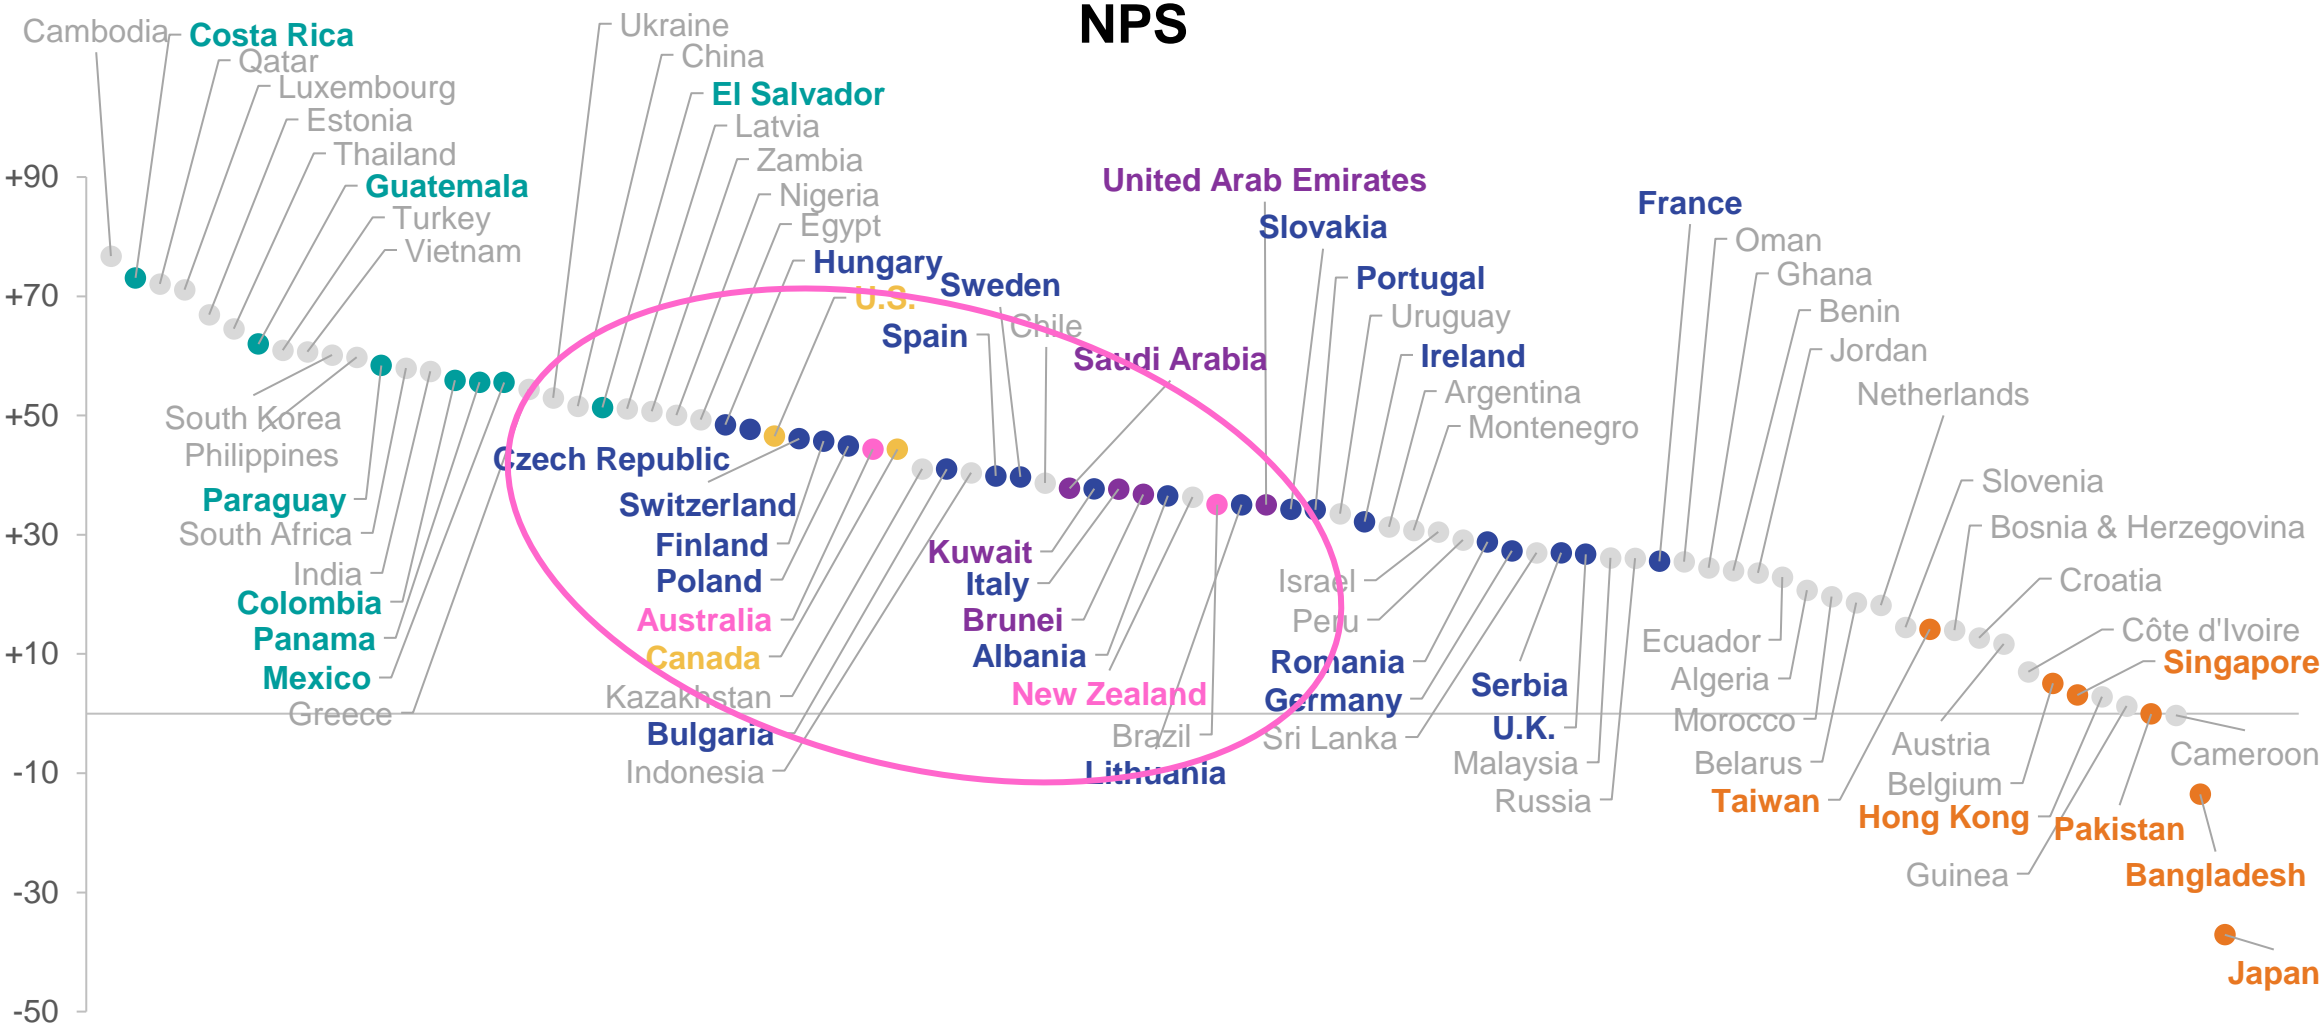 NPS
Cambodia
Costa Rica
Qatar
Luxembourg
Estonia
Thailand
Guatemala
Turkey
Vietnam
Ukraine
China
El Salvador
Latvia
Zambia
Nigeria
Egypt
Hungary
U.S.
Sweden
Spain
Chile
Saudi Arabia
United Arab Emirates
Slovakia
Portugal
Uruguay
Ireland
Argentina
Montenegro
France
Oman
Ghana
Benin
Jordan
Netherlands
Slovenia
Bosnia & Herzegovina
Croatia
Côte d'Ivoire
Singapore
+90
+70
+50
+30
+10
-10
-30
-50
South Korea
Philippines
Paraguay
South Africa
India
Colombia
Panama
Mexico
Greece
Czech Republic
Switzerland
Finland
Poland
Australia
Canada
Kazakhstan
Bulgaria
Indonesia
Kuwait
Italy
Brunei
Albania
New Zealand
Brazil
Lithuania
Israel
Peru
Romania
Germany
Sri Lanka
Serbia
U.K.
Malaysia
Russia
Ecuador
Algeria
Morocco
Belarus
Taiwan
Austria
Belgium
Hong Kong
Guinea
Pakistan
Cameroon
Bangladesh
Japan